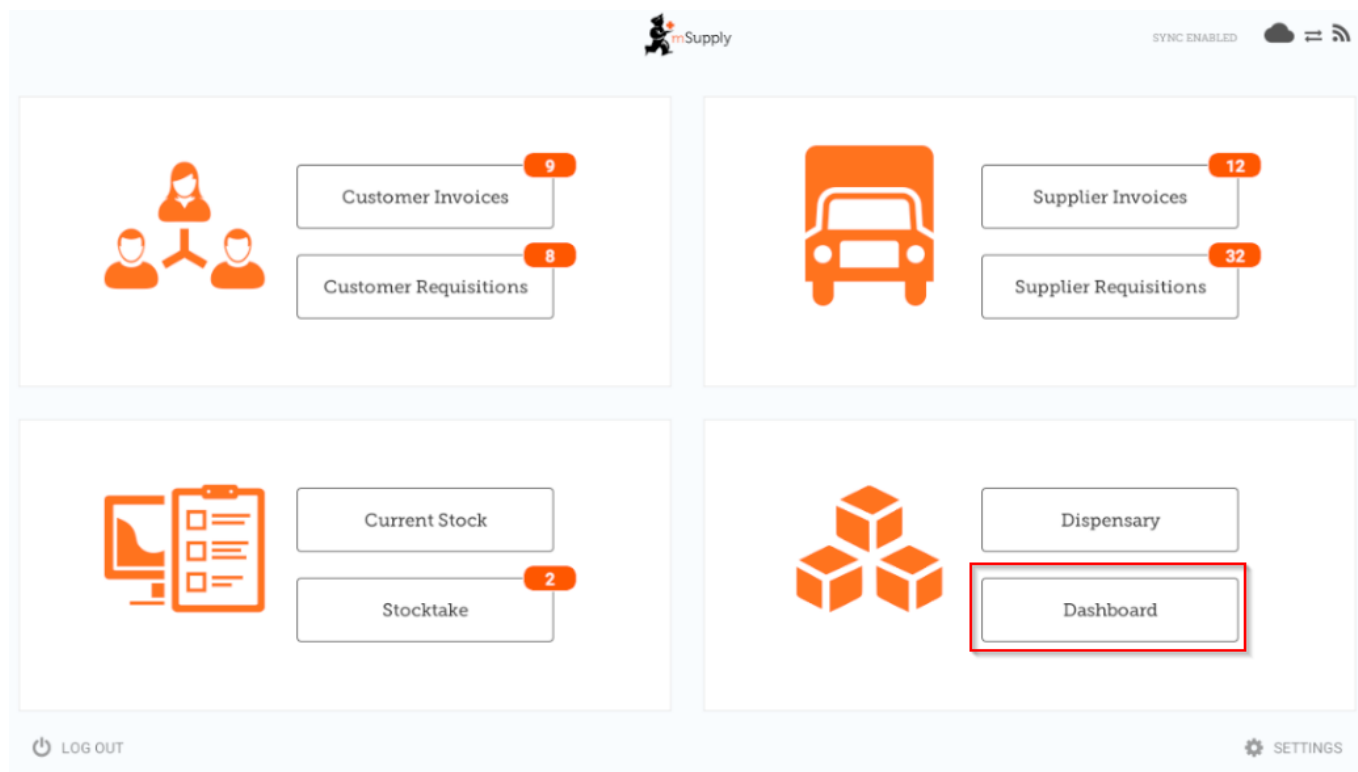 mSupply
SYNC ENABLED
9
Customer Invoices
8
Customer Requisitions
12
Supplier Invoices
32
Supplier Requisitions
Current Stock
2
Stocktake
Dispensary
Dashboard
LOG OUT
SETTINGS